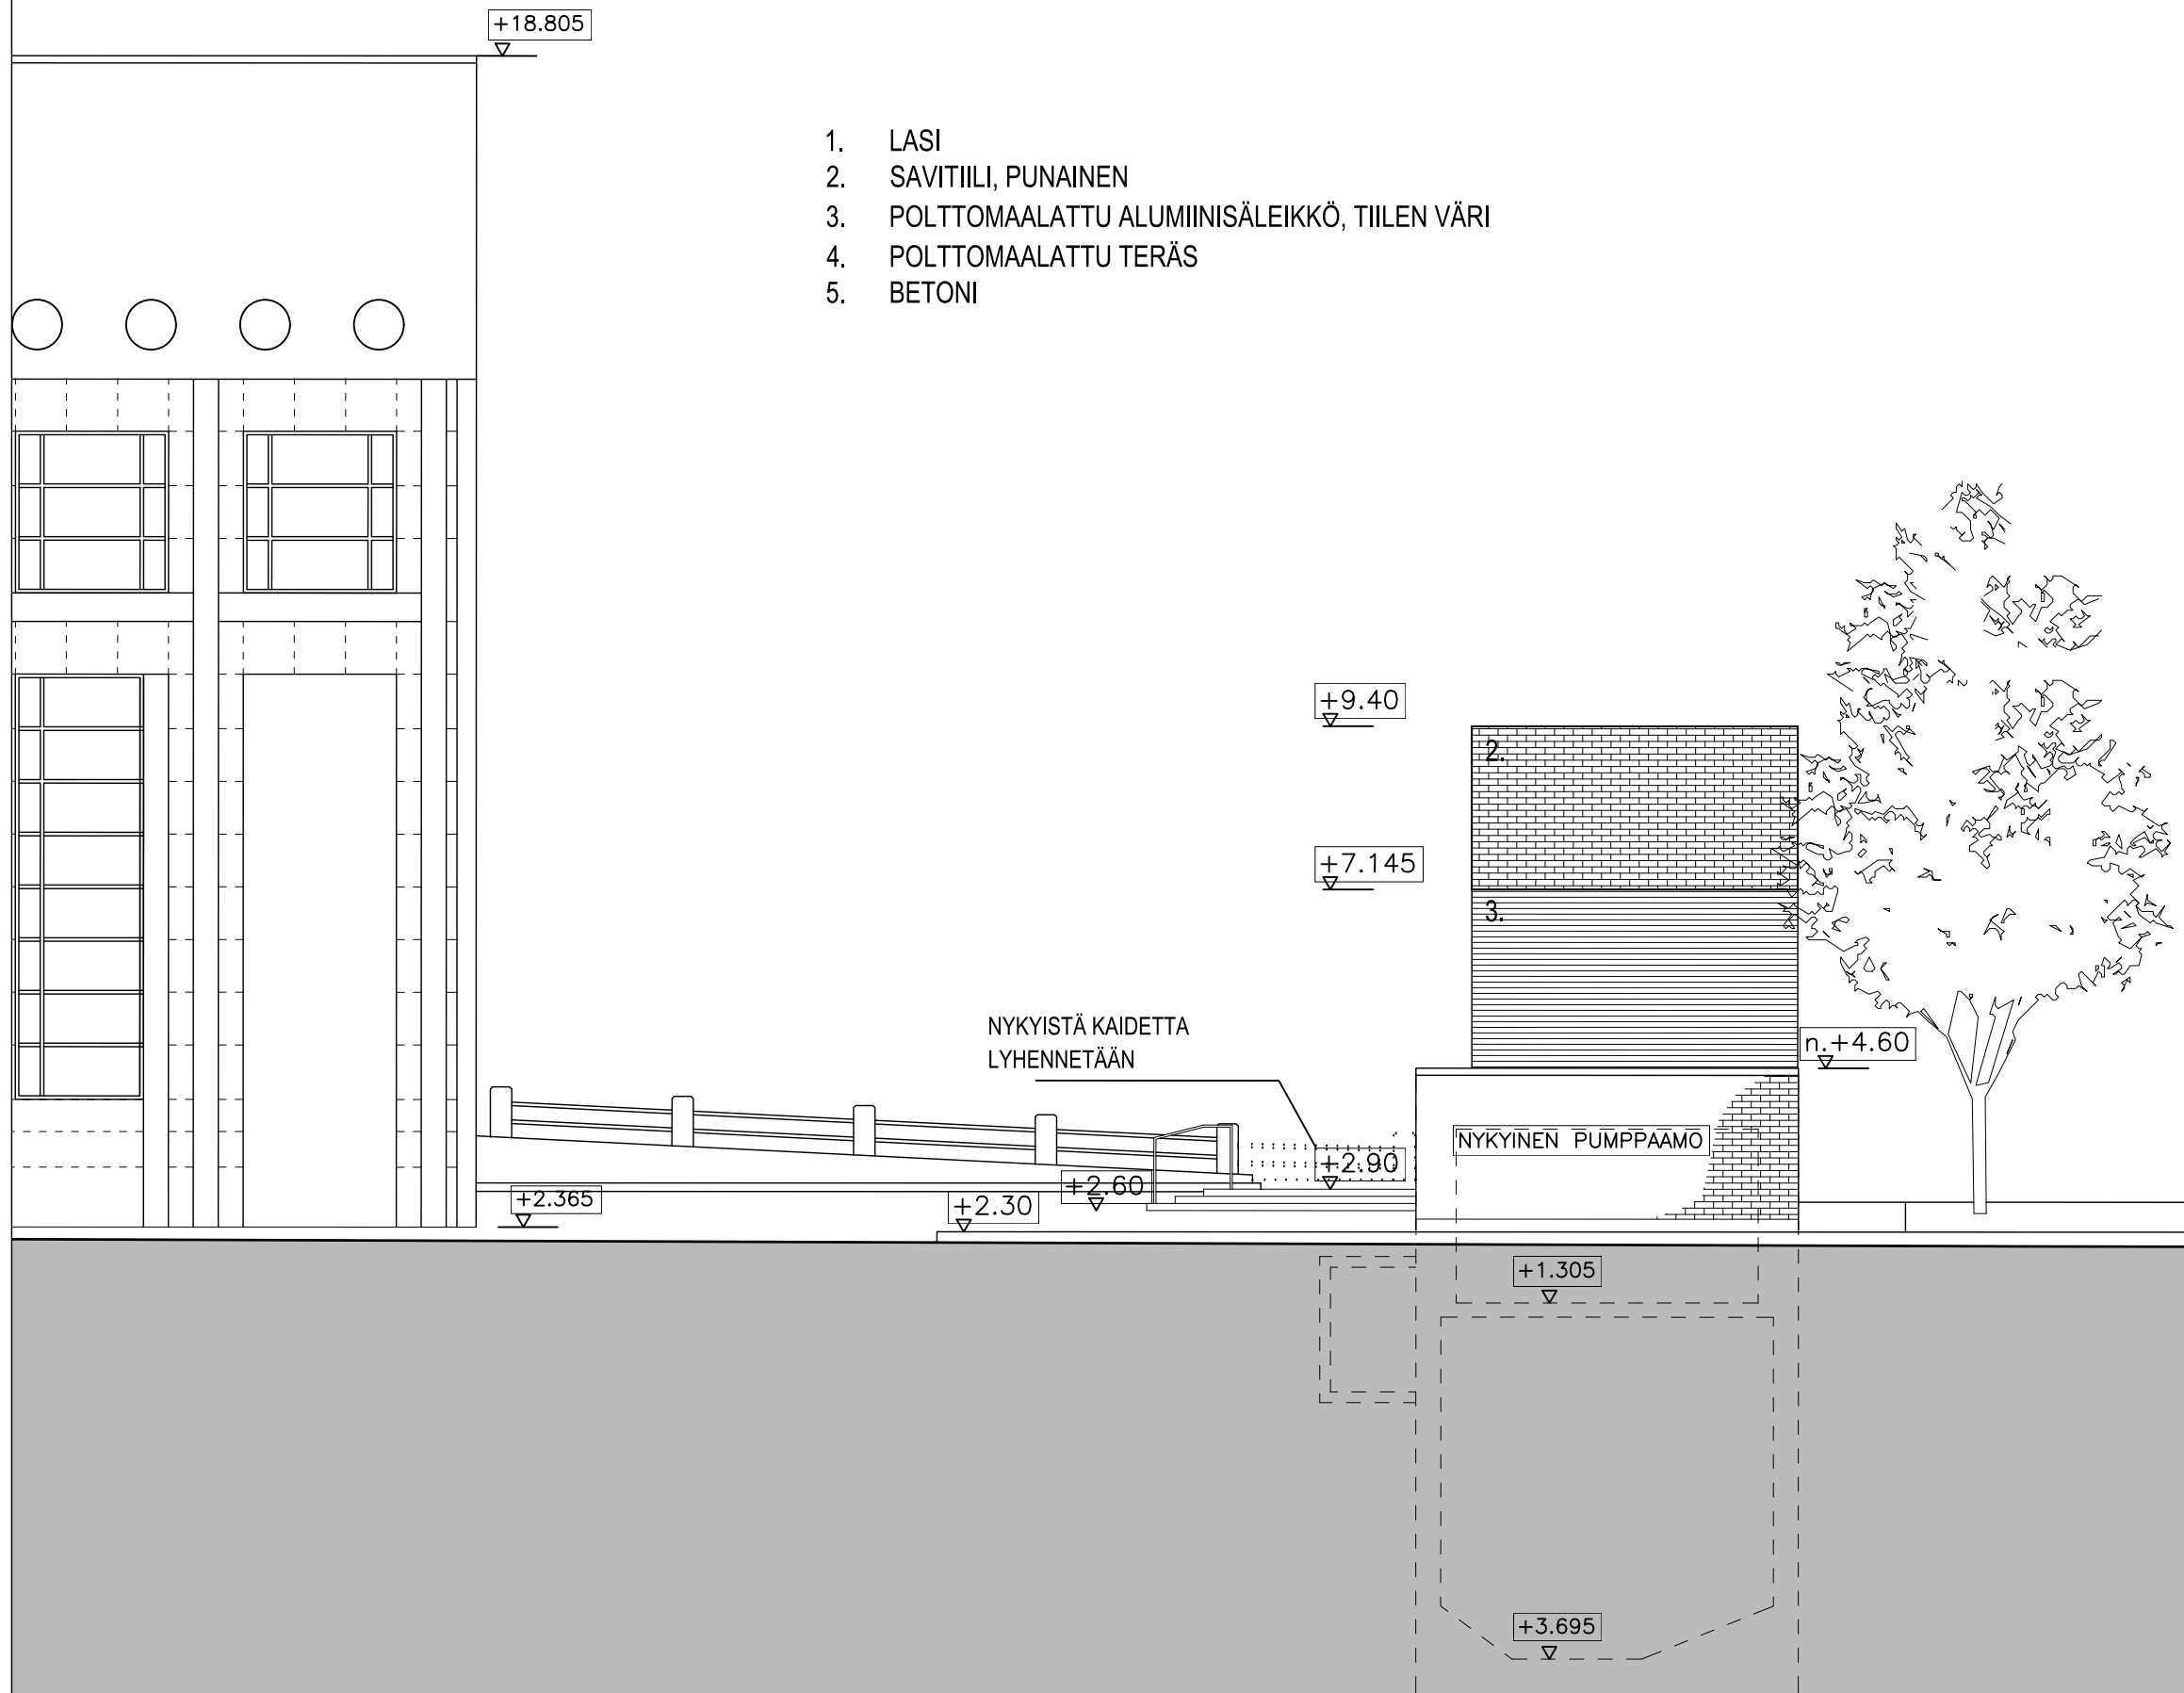 +18.805
1. LASI
2. SAVITIILI, PUNAINEN
3. POLTTOMAALATTU ALUMIINISÄLEIKKÖ, TIILEN VÄRI
4. POLTTOMAALATTU TERÄS
5. BETONI
+9.40
2.
+7.145
3.
NYKYISTÄ KAIDETTA
LYHENNETÄÄN
n.+4.60
NYKYINEN PUMPPAAMO
+2.90
+2.60
+2.365
+2.30
+1.305
+3.695